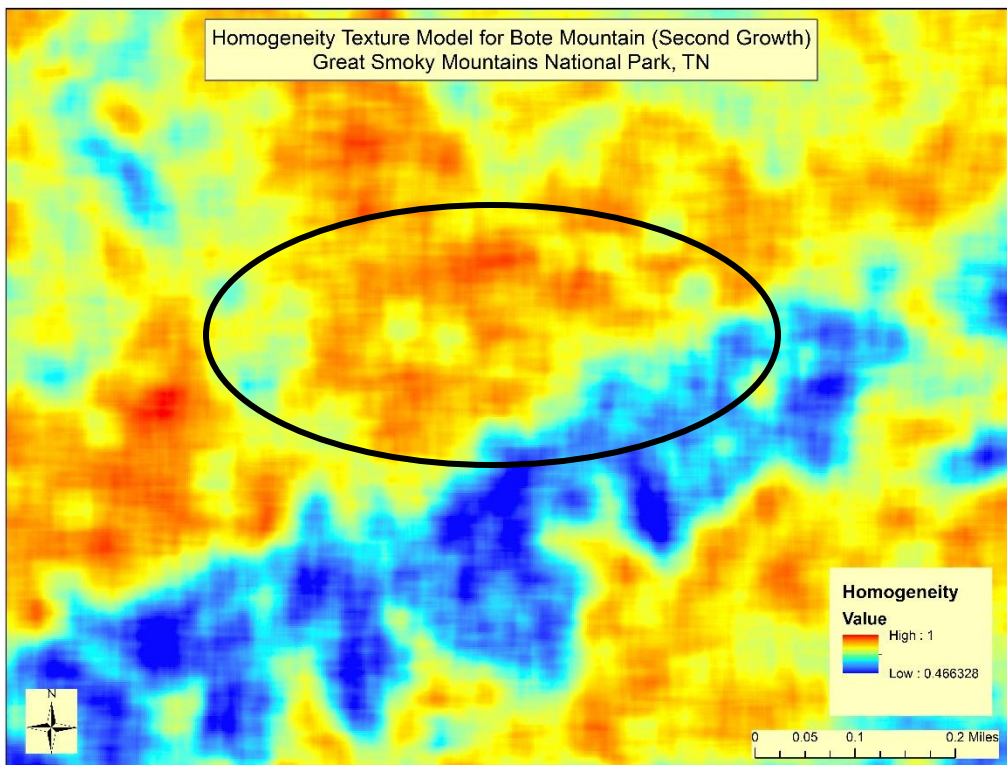 Homogeneity Texture Model for Bote Mountain (Second Growth)
Great Smoky Mountains National Park, TN
Homogeneity
Value
High : 1
Low : 0.466328
N
0 0.05 0.1 0.2 Miles